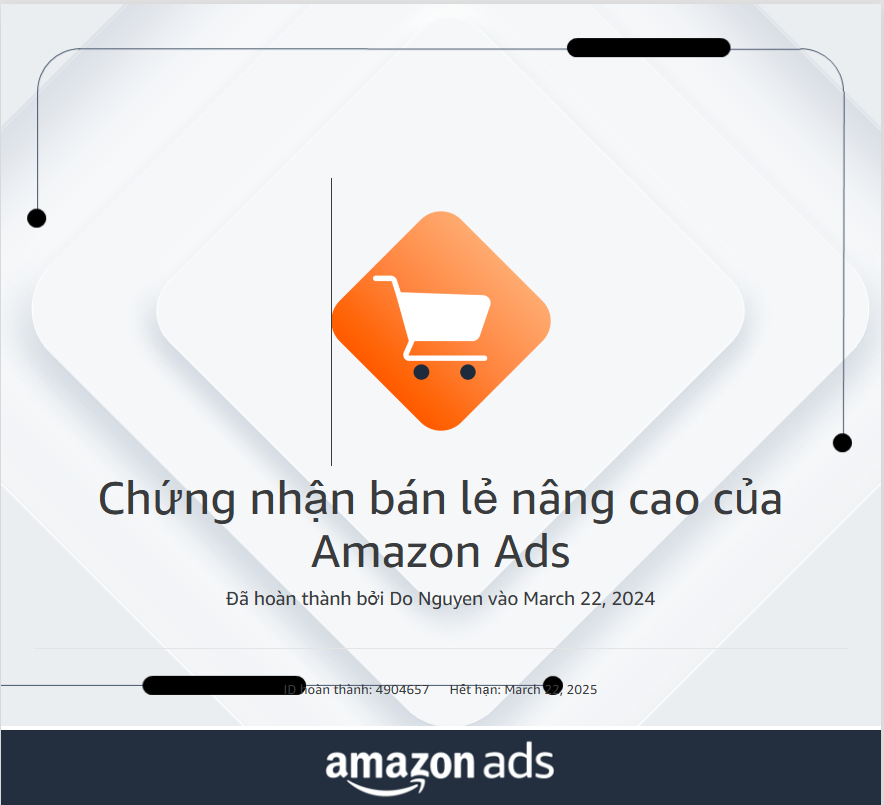 Chứng nhận bán lẻ nâng cao của
Amazon Ads
Đã hoàn thành bởi Do Nguyen vào March 22, 2024
ID hoàn thành: 4904657 Hết hạn: March 22, 2025
amazon ads